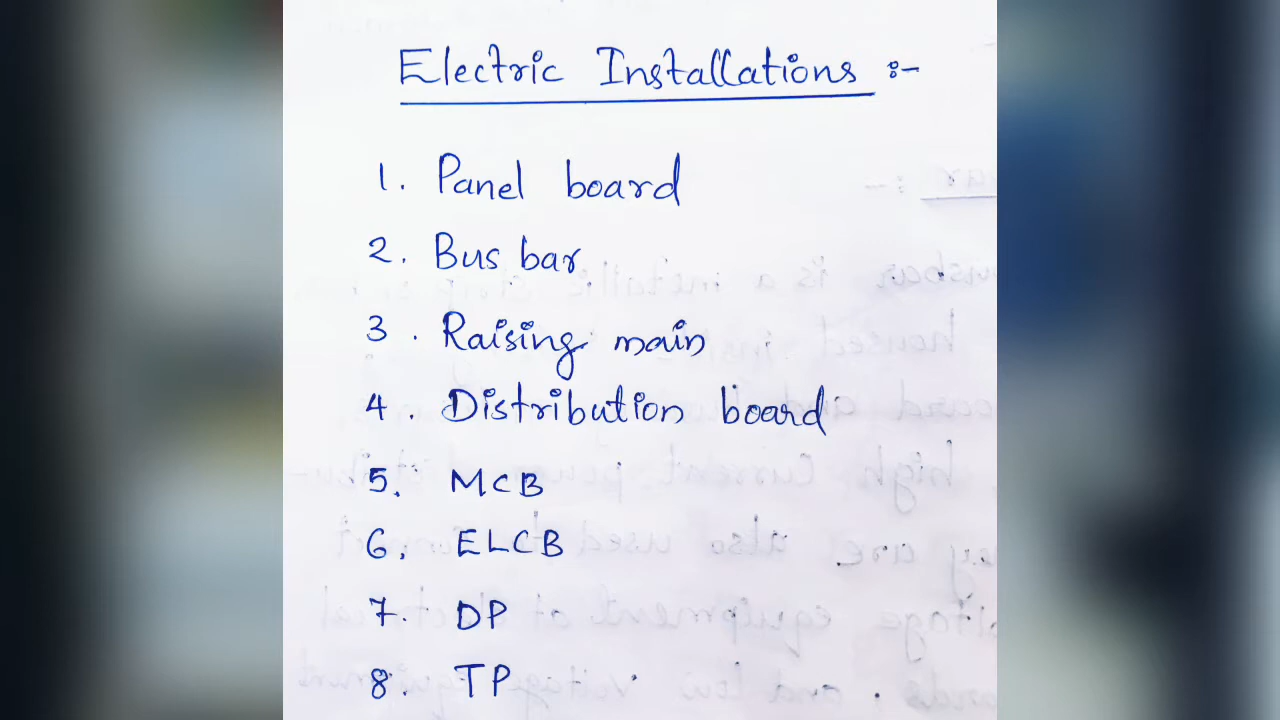 Electric Installations :-
1. Panel board
2. Bus bar
3. Raising main
4. Distribution board
5. MCB
6. ELCB
7. DP
8. TP